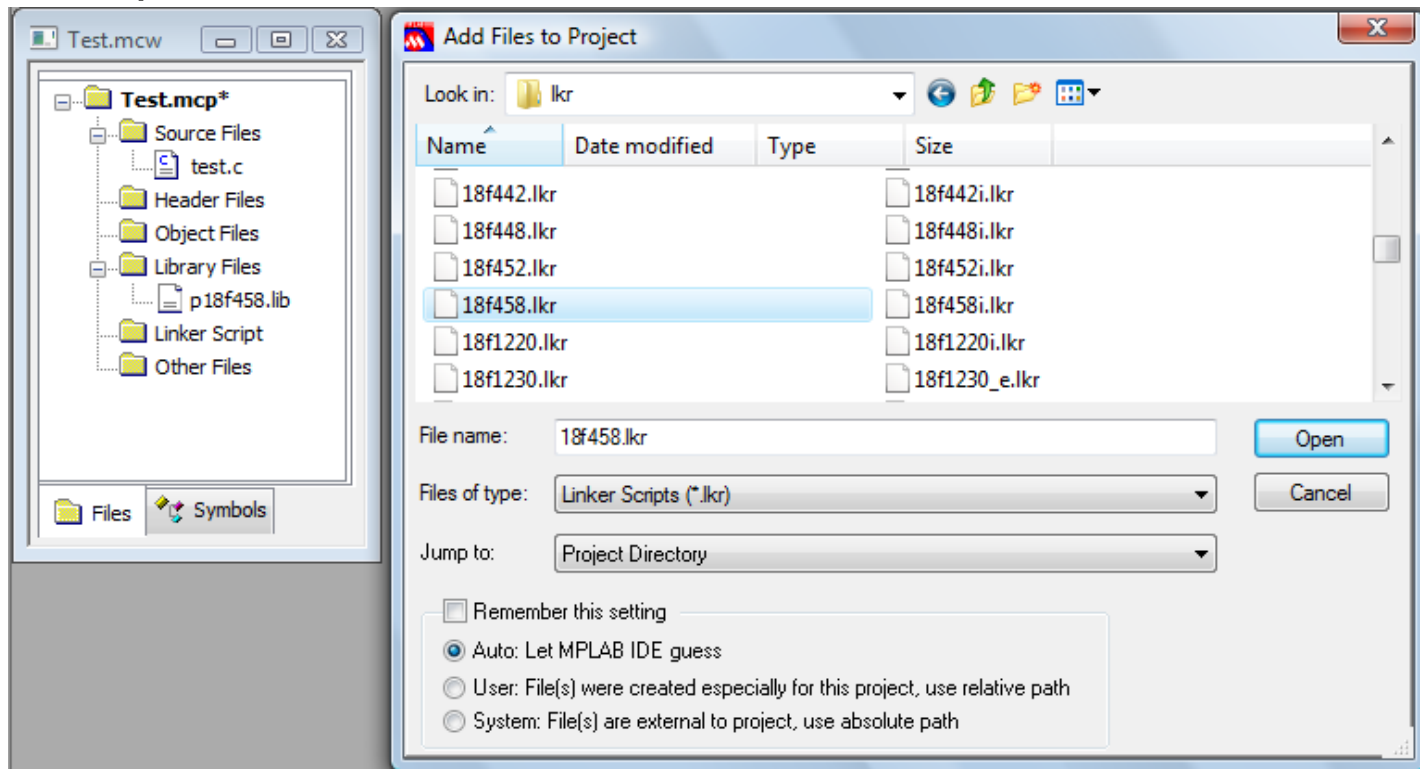 Test.mcw
Test.mcp*
Source Files
test.c
Header Files
Object Files
Library Files
p18f458.lib
Linker Script
Other Files
Files
Symbols
Add Files to Project
Look in:
lkr
Name
Date modified
Type
Size
18f442.lkr
18f442i.lkr
18f448.lkr
18f448i.lkr
18f452.lkr
18f452i.lkr
18f458.lkr
18f458i.lkr
18f1220.lkr
18f1220i.lkr
18f1230.lkr
18f1230_e.lkr
File name:
18f458.lkr
Open
Files of type:
Linker Scripts (*.lkr)
Cancel
Jump to:
Project Directory
Remember this setting
Auto: Let MPLAB IDE guess
User: File(s) were created especially for this project, use relative path
System: File(s) are external to project, use absolute path